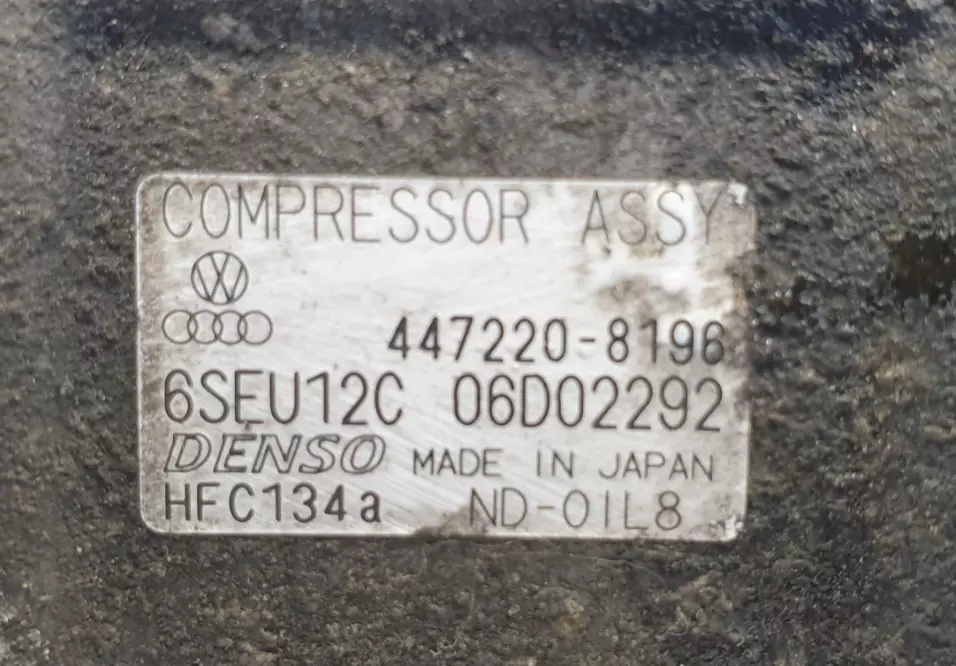 COMPRESSOR ASSY
447220-8196
6SEU12C 06D02292
DENSO MADE IN JAPAN
HFC134a ND-OIL8